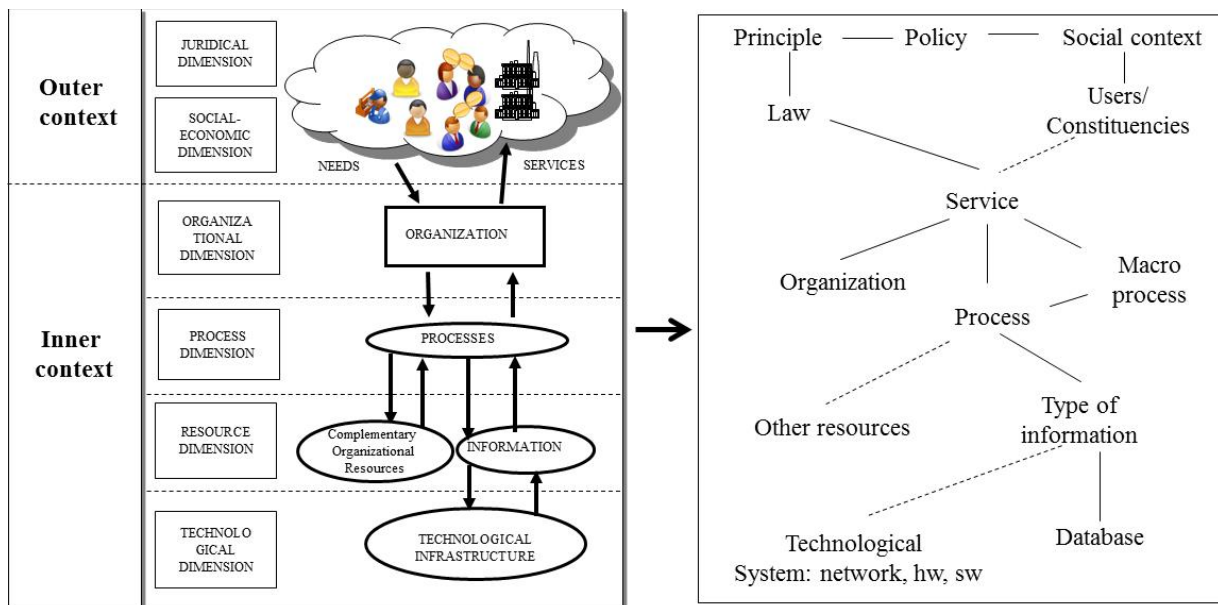 Outer
context
JURIDICAL
DIMENSION
SOCIAL-
ECONOMIC
DIMENSION
NEEDS
SERVICES
Inner
context
ORGANIZA
TIONAL
DIMENSION
ORGANIZATION
PROCESS
DIMENSION
PROCESSES
RESOURCE
DIMENSION
Complementary
Organizational
Resources
INFORMATION
TECHNOLO
GICAL
DIMENSION
TECHNOLOGICAL
INFRASTRUCTURE
Principle
Policy
Social context
Law
Users/
Constituencies
Service
Organization
Macro
process
Process
Other resources
Type of
information
Technological
System: network, hw, sw
Database